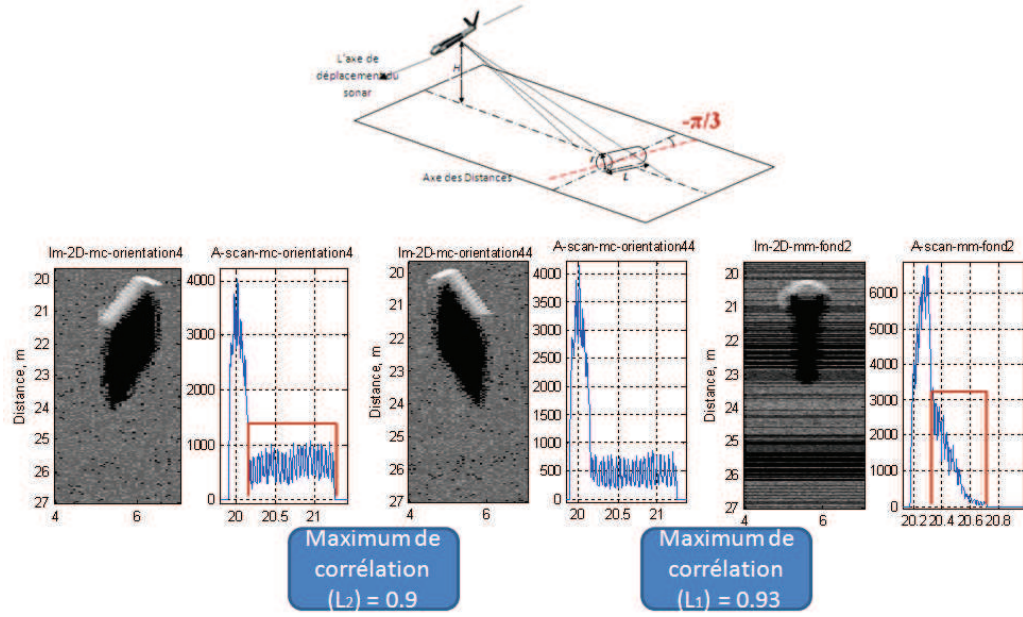 L'axe de
déplacement du
sonar
H
-π/3
r
L
Axe des Distances
Im-2D-mc-orientation4
A-scan-mc-orientation4
Im-2D-mc-orientation44
A-scan-mc-orientation44
Im-2D-mm-fond2
A-scan-mm-fond2
Distance, m
20
21
22
23
24
25
26
27
4
6
4000
3000
2000
1000
0
20
20.5
21
Distance, m
20
21
22
23
24
25
26
27
4
6
4000
3500
3000
2500
2000
1500
1000
500
0
20
20.5
21
Distance, m
20
21
22
23
24
25
26
27
4
6
6000
5000
4000
3000
2000
1000
0
20.2
20.4
20.6
20.8
Maximum de
corrélation
(L2) = 0.9
Maximum de
corrélation
(L1) = 0.93